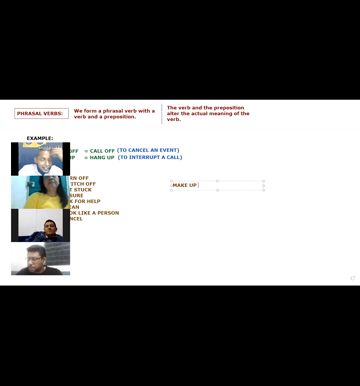 PHRASAL VERBS:
We form a phrasal verb with a
verb and a preposition.
The verb and the preposition
alter the actual meaning of the
verb.
EXAMPLE:
OFF = CALL OFF (TO CANCEL AN EVENT)
UP = HANG UP (TO INTERRUPT A CALL)
RN OFF
ITCH OFF
T STUCK
SURE
K FOR HELP
EAN
OK LIKE A PERSON
NCEL
MAKE UP